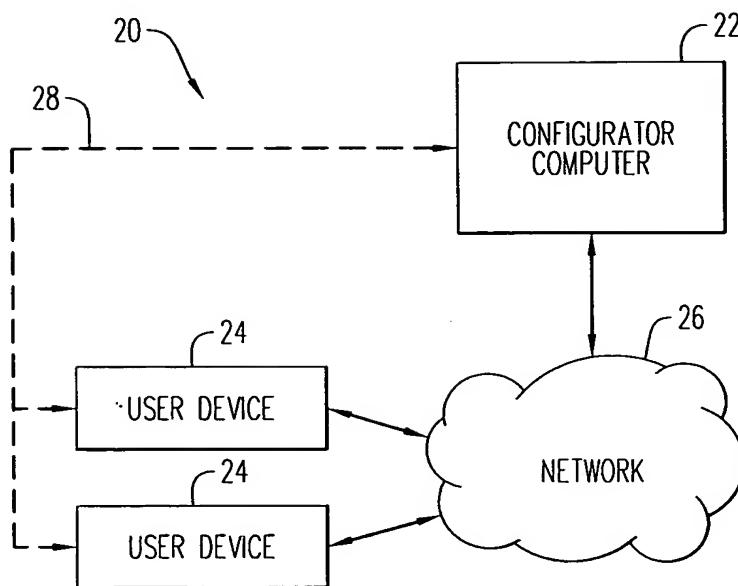 20
22
28
CONFIGURATOR
COMPUTER
24
26
USER DEVICE
NETWORK
24
USER DEVICE